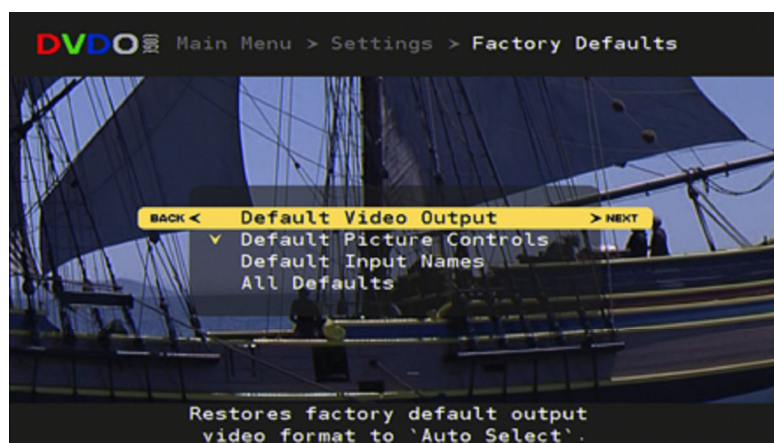 DVDO EDGE Main Menu > Settings > Factory Defaults
BACK < Default Video Output > NEXT
Default Picture Controls
Default Input Names
All Defaults
Restores factory default output
video format to `Auto Select`.